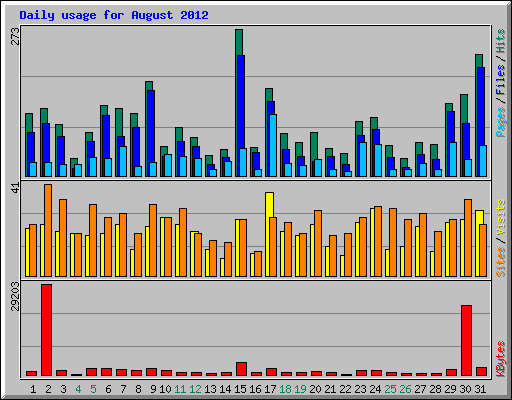 Daily usage for August 2012
273
Pages / Files / Hits
41
Sites / Visits
29203
KBytes
1 2 3 4 5 6 7 8 9 10 11 12 13 14 15 16 17 18 19 20 21 22 23 24 25 26 27 28 29 30 31